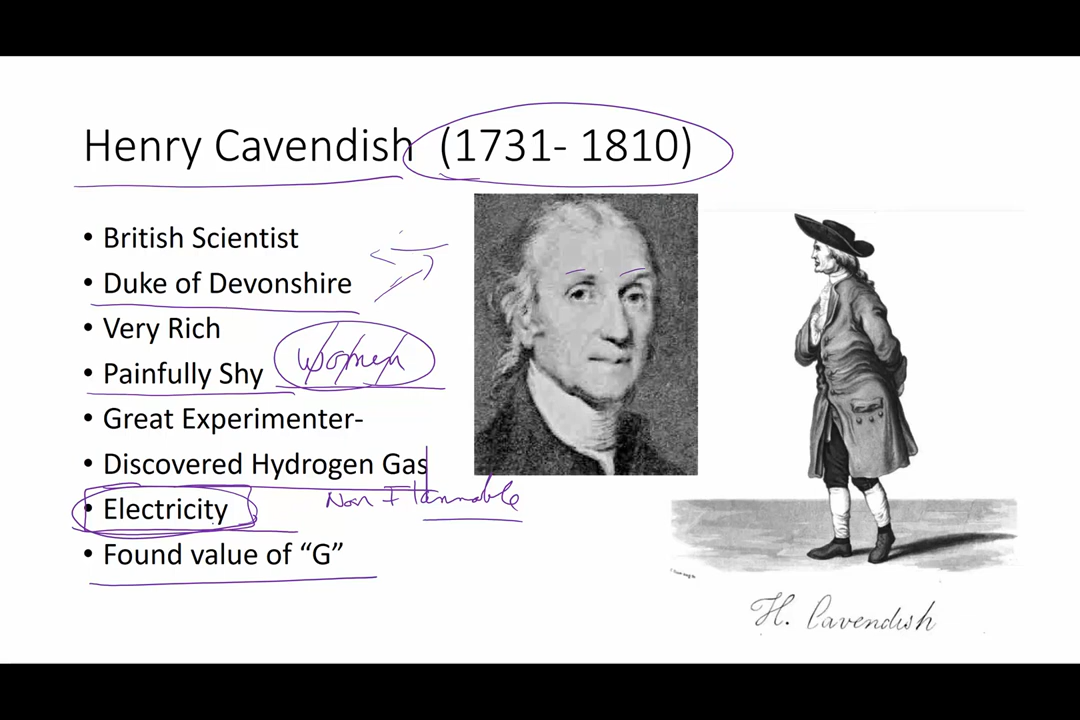 Henry Cavendish (1731- 1810)
• British Scientist
• Duke of Devonshire
• Very Rich
• Painfully Shy women
• Great Experimenter-
• Discovered Hydrogen Gas
Non Flammable
• Electricity
• Found value of “G”
H. Cavendish